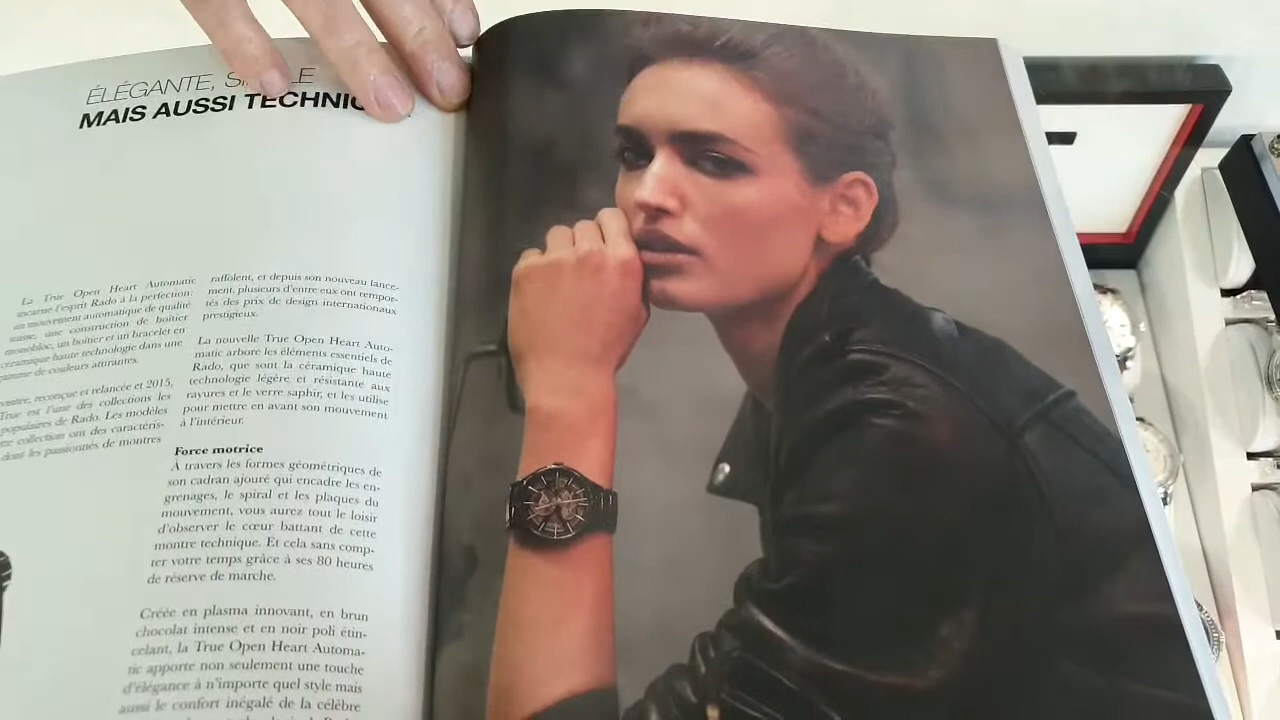 ÉLÉGANTE,
MAIS AUSSI
La True Open Heart Automatic
incarne l'esprit Rado à la perfection:
un mouvement automatique de qualité
suisse, une construction de boîtier
monobloc, un boîtier et un bracelet en
céramique haute technologie dans une
gamme de couleurs attirantes.
reconçue et relancée et 2015,
True est l'une des collections les
populaires de Rado. Les modèles
collection ont des caractéris-
dont les passionnés de montres
raffolent, et depuis son nouveau lance-
ment, plusieurs d'entre eux ont rempor-
tés des prix de design internationaux
prestigieux.
La nouvelle True Open Heart Auto-
matic arbore les éléments essentiels de
Rado, que sont la céramique haute
technologie légère et résistante aux
rayures et le verre saphir, et les utilise
pour mettre en avant son mouvement
à l'intérieur.
Force motrice
À travers les formes géométriques de
son cadran ajouré qui encadre les en-
grenages, le spiral et les plaques du
mouvement, vous aurez tout le loisir
d'observer le cœur battant de cette
montre technique. Et cela sans comp-
ter votre temps grâce à ses 80 heures
de réserve de marche.
Créée en plasma innovant, en brun
chocolat intense et en noir poli étin-
celant, la True Open Heart Automa-
tic apporte non seulement une touche
d'élégance à n'importe quel style mais
aussi le confort inégalé de la célèbre